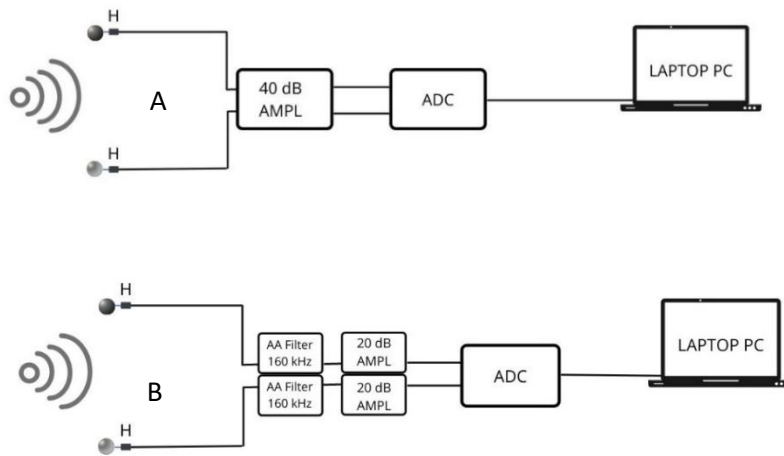 H
A
H
40 dB
AMPL
ADC
LAPTOP PC
H
B
H
AA Filter
160 kHz
20 dB
AMPL
AA Filter
160 kHz
20 dB
AMPL
ADC
LAPTOP PC